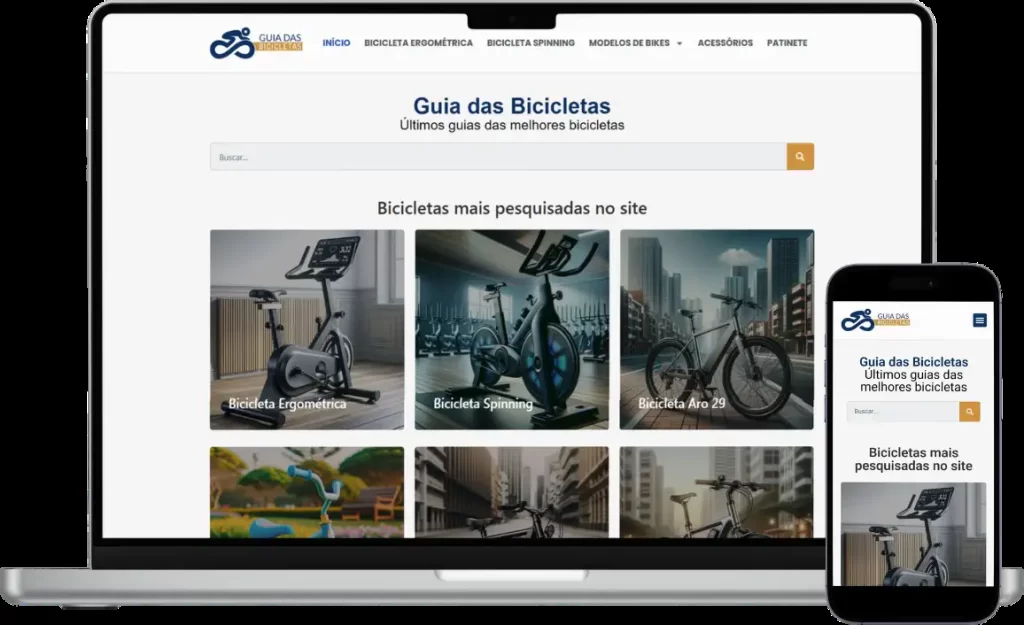 GUIA DAS
BICICLETAS
INÍCIO
BICICLETA ERGOMÉTRICA
BICICLETA SPINNING
MODELOS DE BIKES
ACESSÓRIOS
PATINETE
Guia das Bicicletas
Últimos guias das melhores bicicletas
Buscar...
Bicicletas mais pesquisadas no site
Bicicleta Ergométrica
Bicicleta Spinning
Bicicleta Aro 29
GUIA DAS
BICICLETAS
Guia das Bicicletas
Últimos guias das
melhores bicicletas
Buscar...
Bicicletas mais
pesquisadas no site